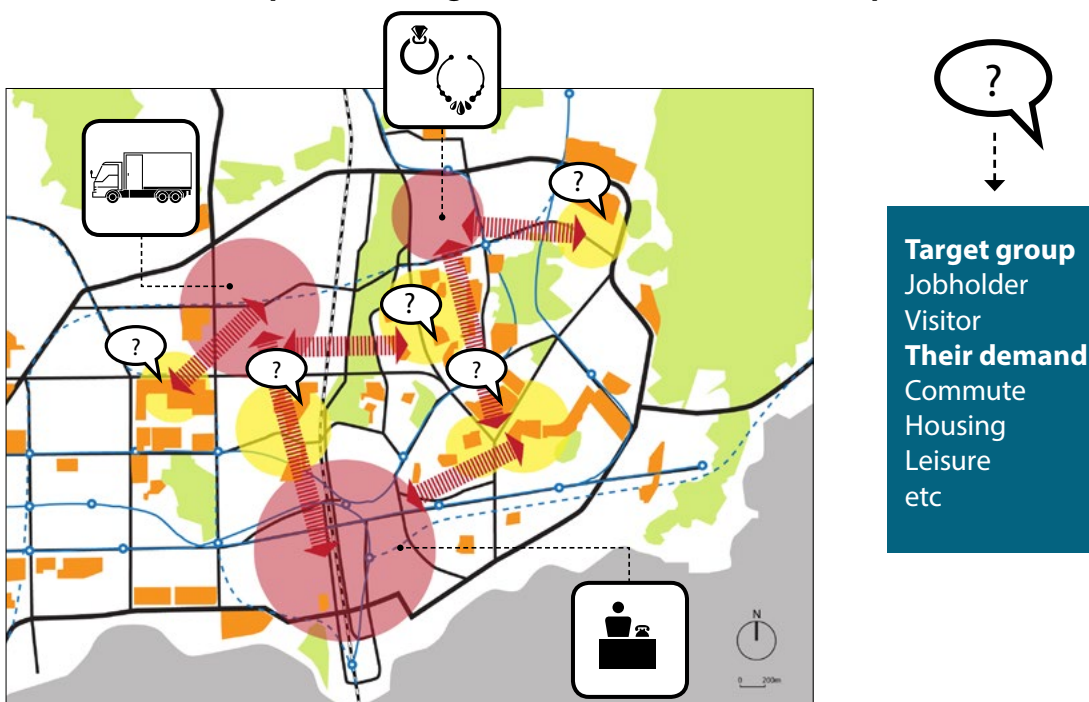 ?
?
?
?
?
?
Target group
Jobholder
Visitor
Their demand
Commute
Housing
Leisure
etc
N
0 200m